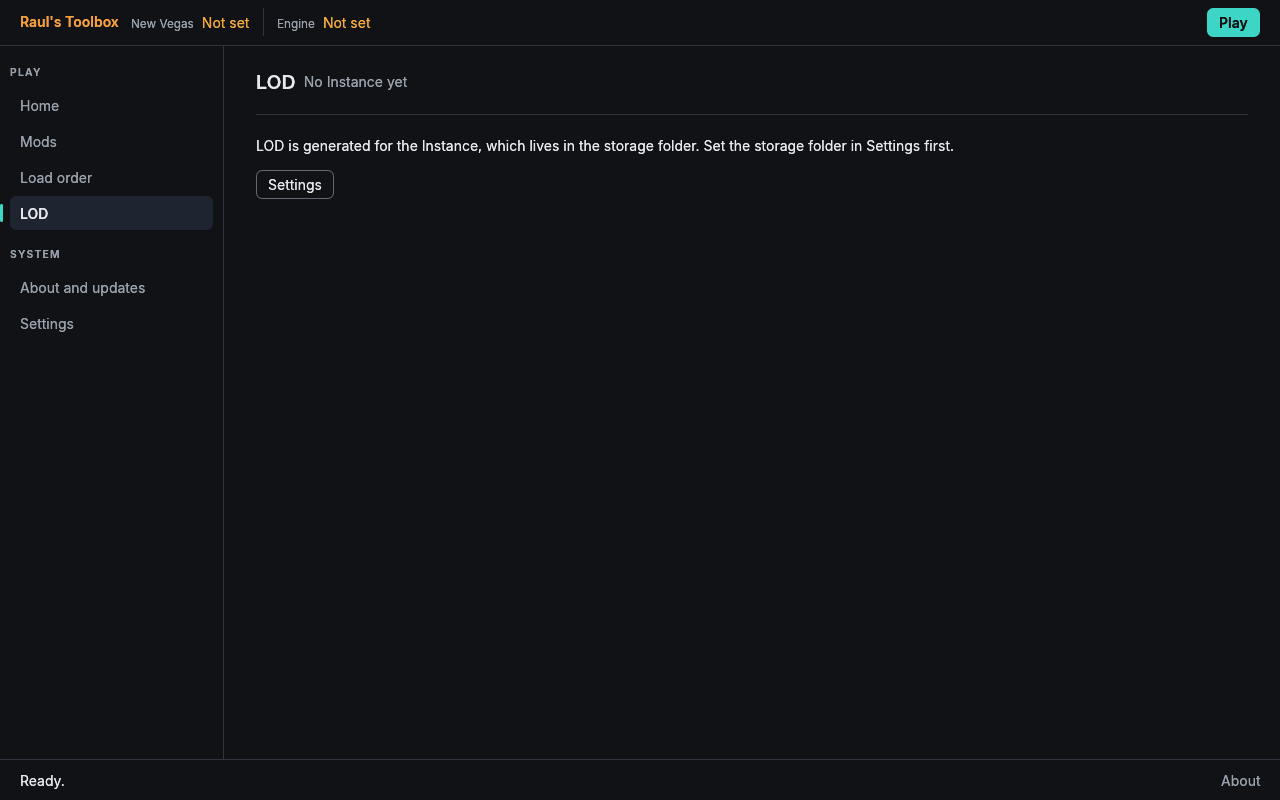 Raul's Toolbox New Vegas Not set Engine Not set Play
PLAY
Home
Mods
Load order
LOD
SYSTEM
About and updates
Settings
LOD No Instance yet
LOD is generated for the Instance, which lives in the storage folder. Set the storage folder in Settings first.
Settings
Ready. About